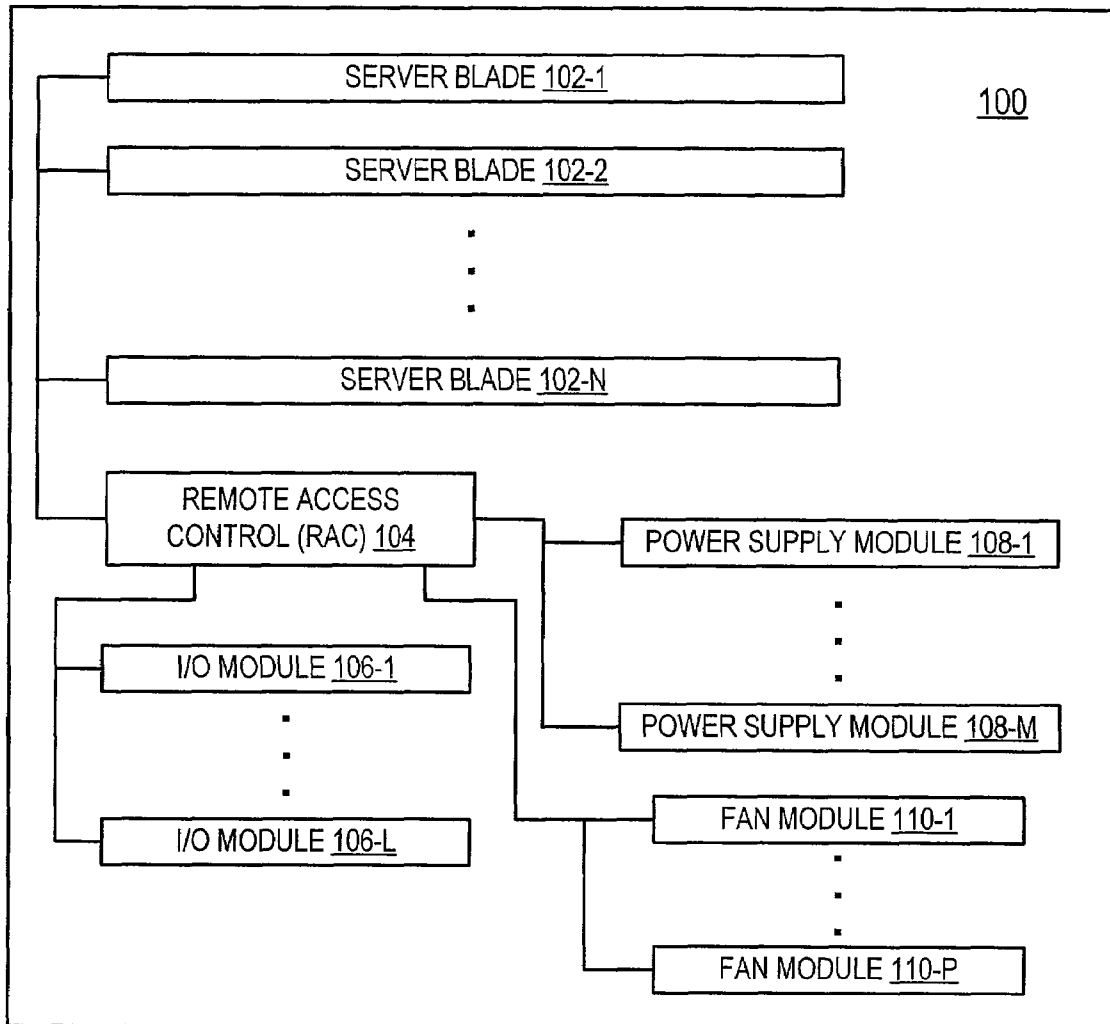 SERVER BLADE 102-1
100
SERVER BLADE 102-2
SERVER BLADE 102-N
REMOTE ACCESS
CONTROL (RAC) 104
POWER SUPPLY MODULE 108-1
I/O MODULE 106-1
POWER SUPPLY MODULE 108-M
FAN MODULE 110-1
I/O MODULE 106-L
FAN MODULE 110-P